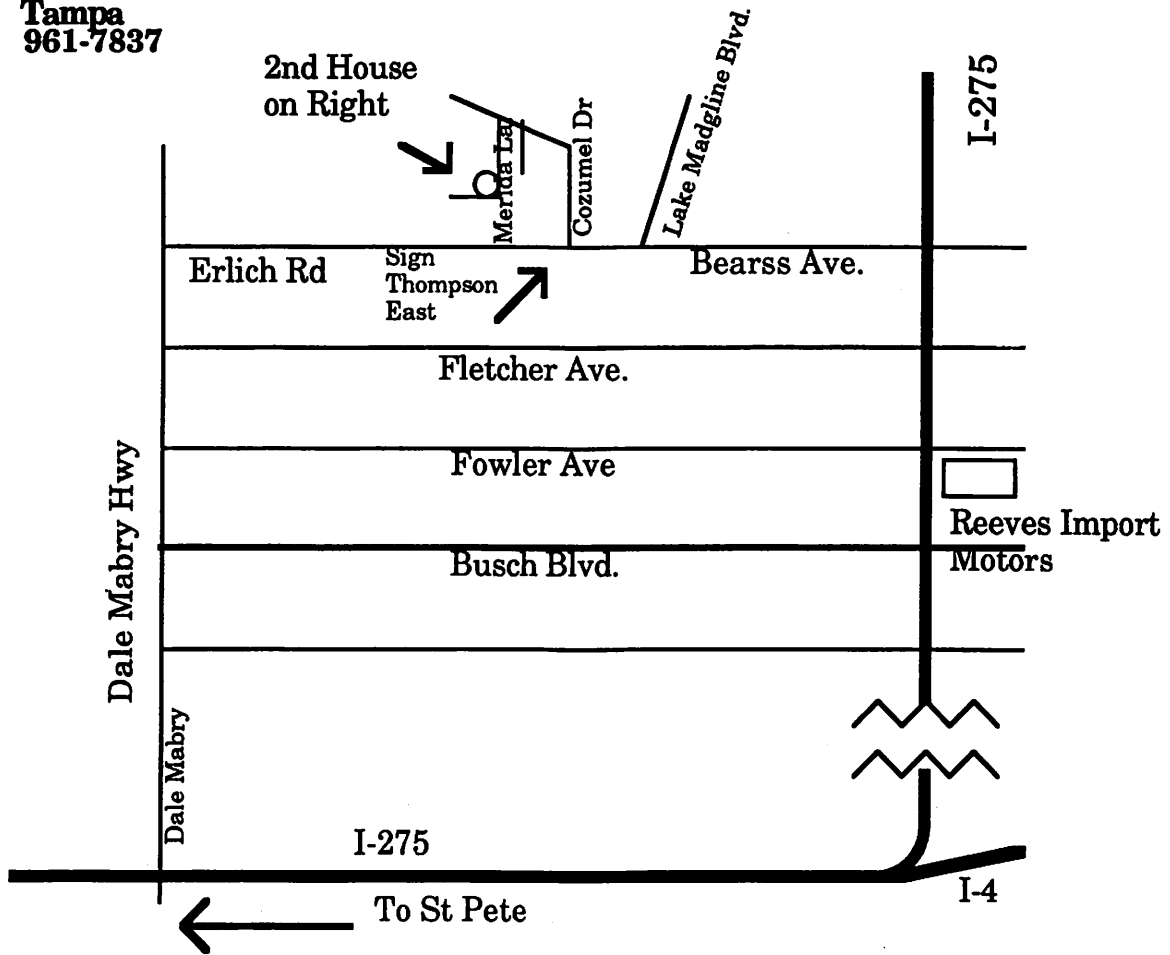 Tampa
961-7837
2nd House
on Right
Merida La
Cozumel Dr
Lake Madgline Blvd.
I-275
Erlich Rd
Sign
Thompson
East
Bearss Ave.
Fletcher Ave.
Fowler Ave
Reeves Import
Motors
Busch Blvd.
Dale Mabry Hwy
Dale Mabry
I-275
I-4
To St Pete